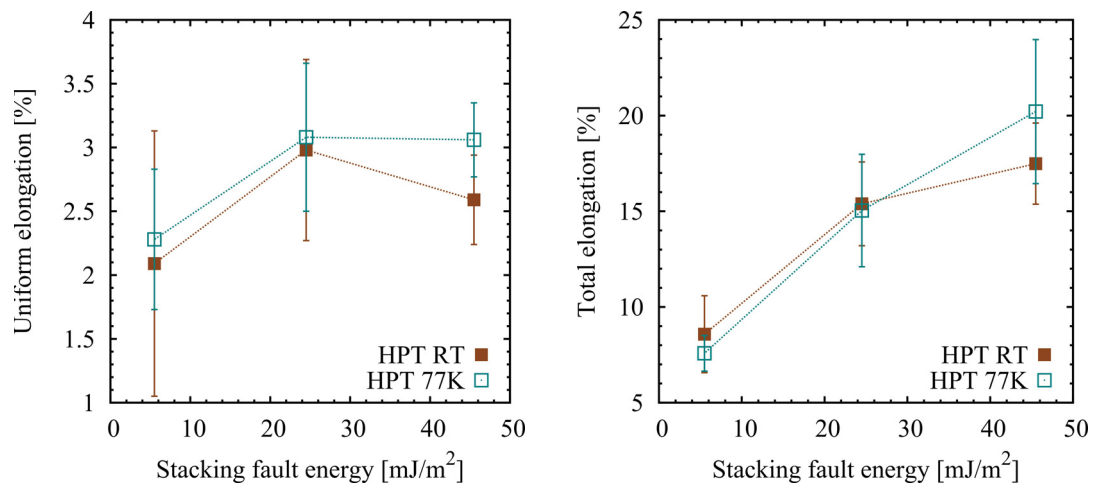 Uniform elongation [%]
4
3.5
3
2.5
2
1.5
1
0 10 20 30 40 50
Stacking fault energy [mJ/m²]
HPT RT
HPT 77K
Total elongation [%]
25
20
15
10
5
0 10 20 30 40 50
Stacking fault energy [mJ/m²]
HPT RT
HPT 77K